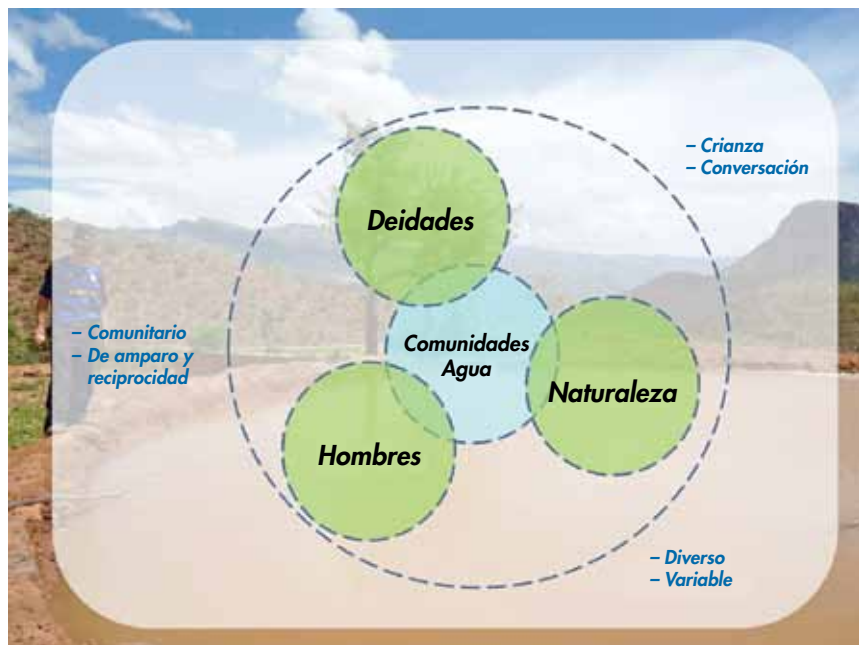 – Crianza
– Conversación
Deidades
– Comunitario
– De amparo y
reciprocidad
Comunidades
Agua
Naturaleza
Hombres
– Diverso
– Variable